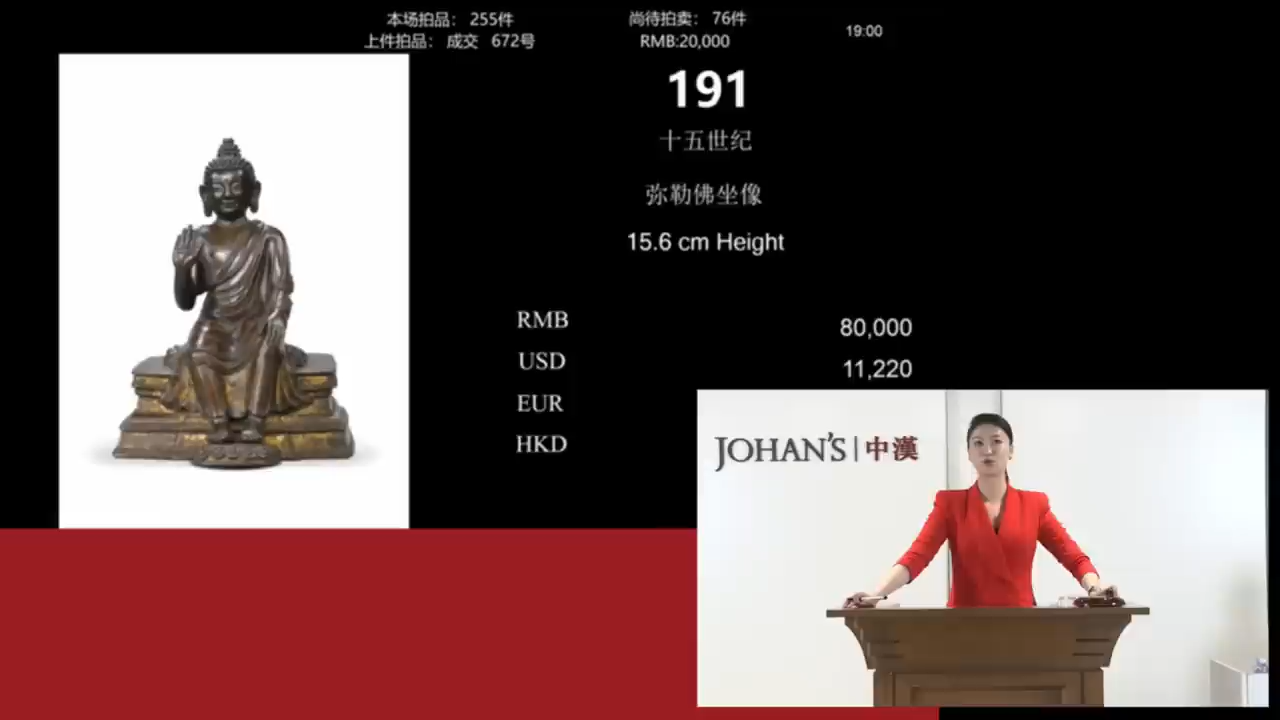 本场拍品： 255件
尚待拍卖： 76件
上件拍品： 成交 672号
RMB:20,000
19:00
191
十五世纪
弥勒佛坐像
15.6 cm Height
RMB 80,000
USD 11,220
EUR
HKD
JOHAN'S | 中漢